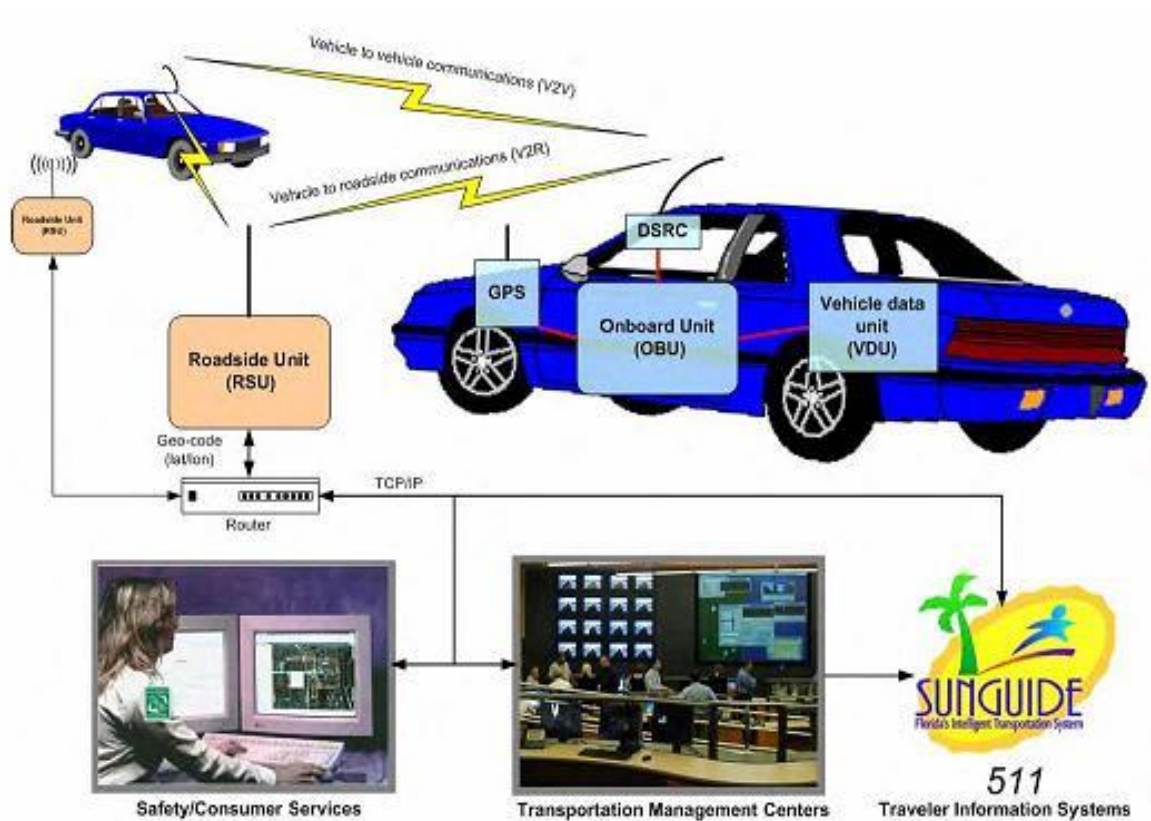 Vehicle to vehicle communications (V2V)
Vehicle to roadside communications (V2R)
Roadside Unit
(RSU)
DSRC
GPS
Onboard Unit
(OBU)
Vehicle data
unit
(VDU)
Roadside Unit
(RSU)
Geo-code
(lat/lon)
TCP/IP
Router
SUNGUIDE
Florida's Intelligent Transportation System
511
Safety/Consumer Services
Transportation Management Centers
Traveler Information Systems